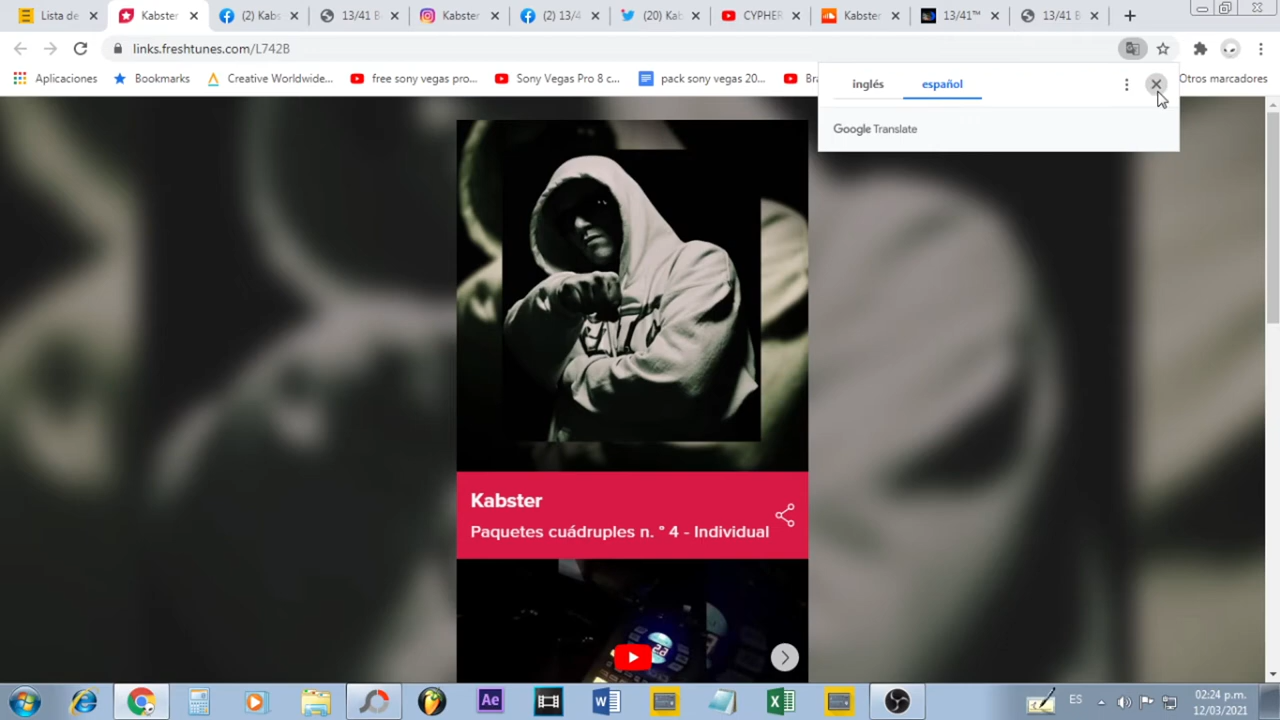 Lista de
Kabster
(2) Kabs
13/41 B
Kabster
(2) 13/4
(20) Kab
CYPHER
Kabster
13/41™
13/41 B
links.freshtunes.com/L742B
Aplicaciones
Bookmarks
Creative Worldwide...
free sony vegas pro...
Sony Vegas Pro 8 c...
pack sony vegas 20...
Otros marcadores
inglés
español
Google Translate
Kabster
Paquetes cuádruples n. ° 4 - Individual
Ae
ES
02:24 p.m.
12/03/2021